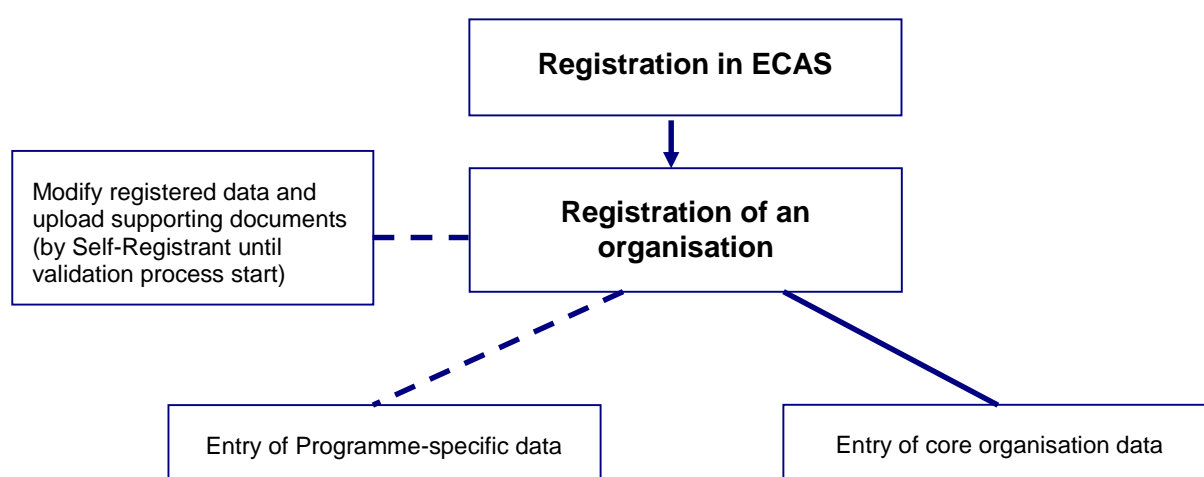 Registration in ECAS
Registration of an
organisation
Modify registered data and
upload supporting documents
(by Self-Registrant until
validation process start)
Entry of Programme-specific data
Entry of core organisation data